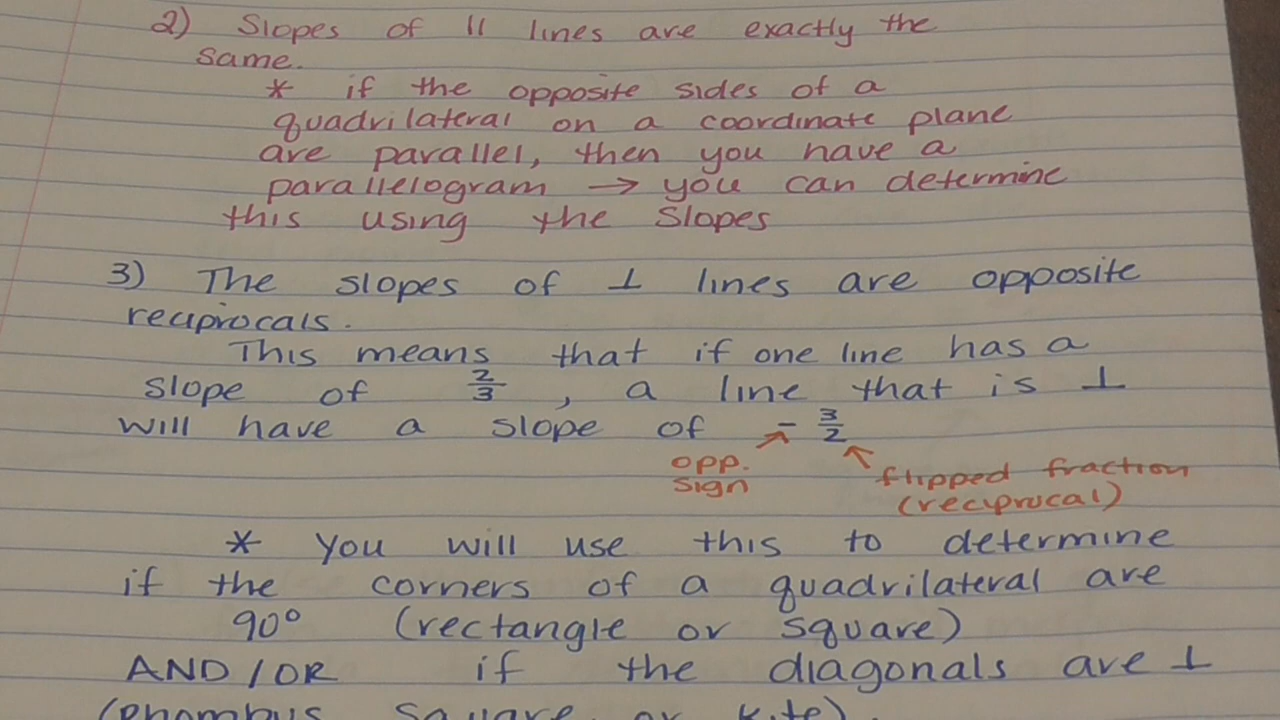 2) Slopes of || lines are exactly the
same.
* if the opposite sides of a
quadrilateral on a coordinate plane
are parallel, then you have a
parallelogram → you can determine
this using the slopes
3) The slopes of ⊥ lines are opposite
reciprocals.
This means that if one line has a
slope of 2/3, a line that is ⊥
will have a slope of - 3/2
opp.
sign
flipped fraction
(reciprocal)
* You will use this to determine
if the corners of a quadrilateral are
90° (rectangle or square)
AND/OR if the diagonals are ⊥
(rhombus, square, or kite).